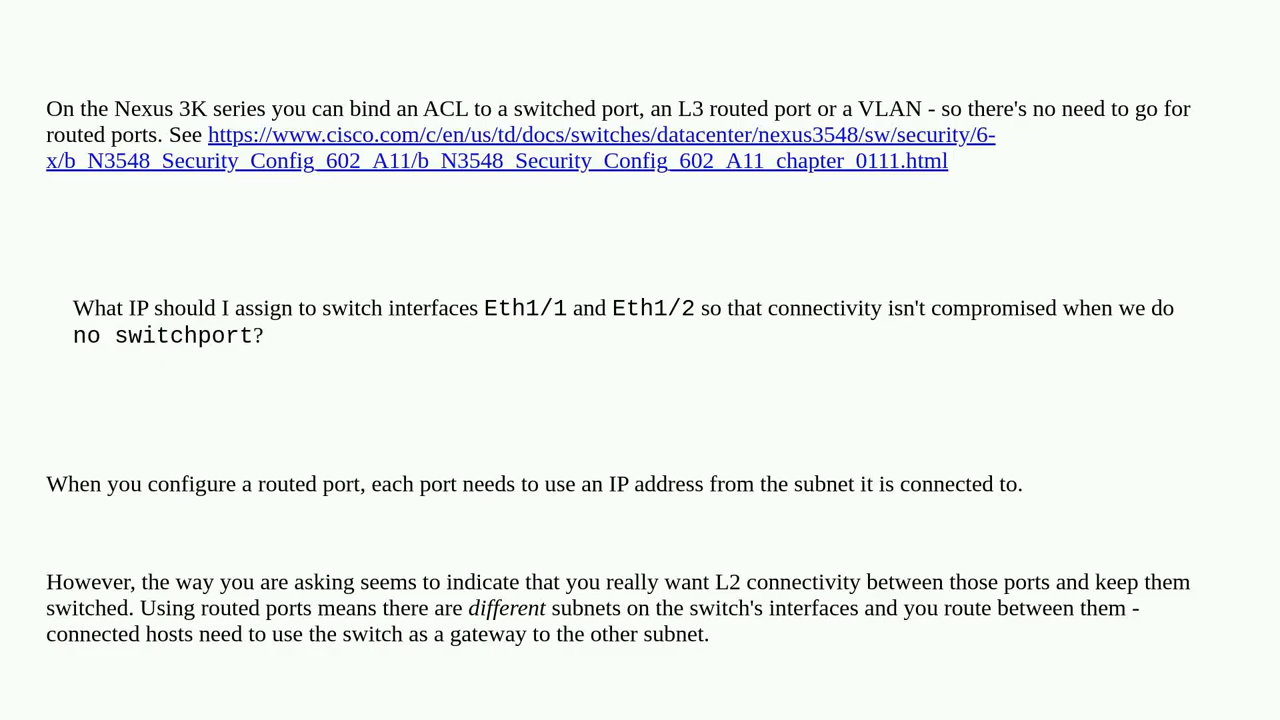 On the Nexus 3K series you can bind an ACL to a switched port, an L3 routed port or a VLAN - so there's no need to go for
routed ports. See https://www.cisco.com/c/en/us/td/docs/switches/datacenter/nexus3548/sw/security/6-
x/b_N3548_Security_Config_602_A11/b_N3548_Security_Config_602_A11_chapter_0111.html
What IP should I assign to switch interfaces Eth1/1 and Eth1/2 so that connectivity isn't compromised when we do
no switchport?
When you configure a routed port, each port needs to use an IP address from the subnet it is connected to.
However, the way you are asking seems to indicate that you really want L2 connectivity between those ports and keep them
switched. Using routed ports means there are different subnets on the switch's interfaces and you route between them -
connected hosts need to use the switch as a gateway to the other subnet.